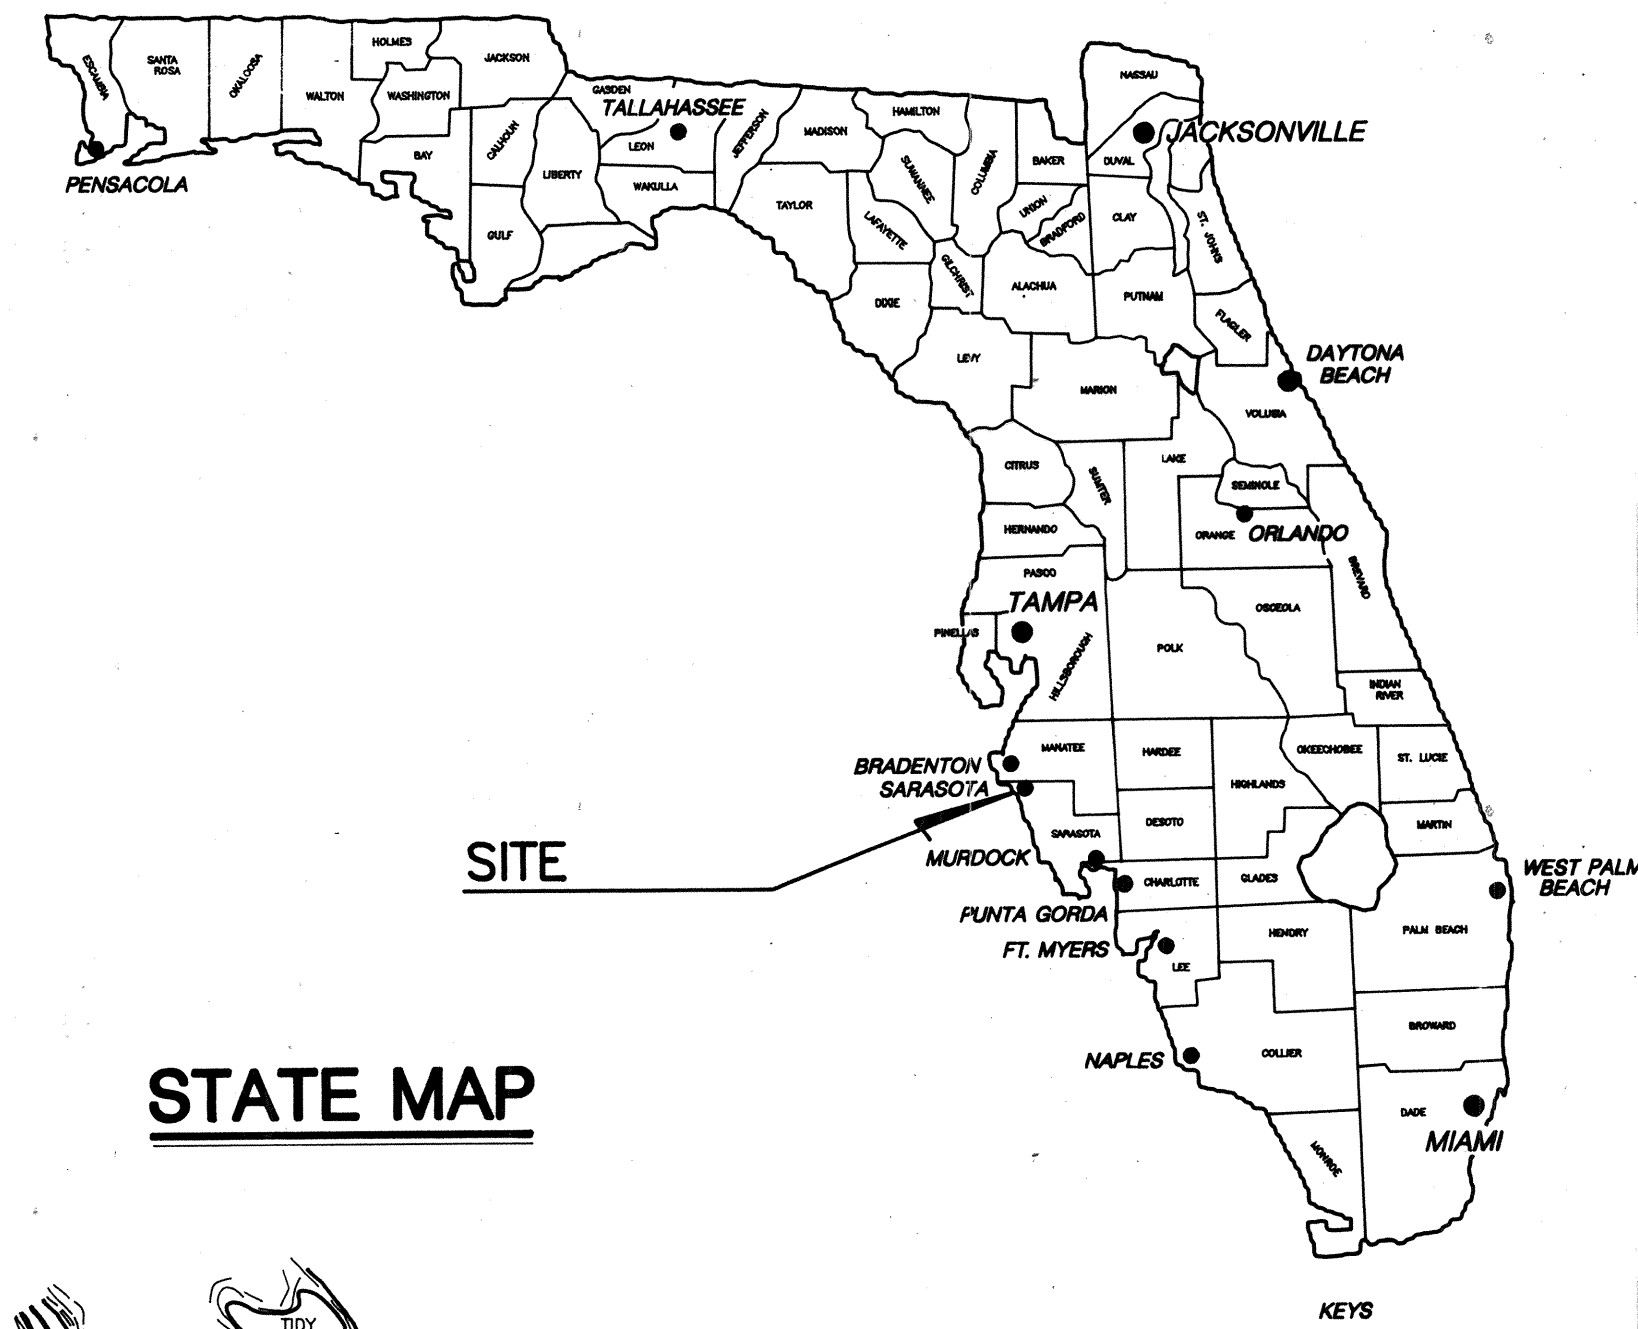 ESCAMBIA
SANTA
ROSA
OKALOOSA
WALTON
HOLMES
WASHINGTON
JACKSON
BAY
CALHOUN
GULF
LIBERTY
GASDEN
TALLAHASSEE
LEON
WAKULLA
JEFFERSON
MADISON
TAYLOR
HAMILTON
SUWANNEE
LAFAYETTE
COLUMBIA
BAKER
NASSAU
JACKSONVILLE
DUVAL
UNION
BRADFORD
CLAY
ST. JOHNS
PENSACOLA
DIXIE
GILCHRIST
ALACHUA
PUTNAM
FLAGLER
LEVY
MARION
DAYTONA
BEACH
VOLUSIA
CITRUS
SUMTER
LAKE
SEMINOLE
HERNANDO
ORANGE
ORLANDO
BREVARD
PASCO
TAMPA
PINELLAS
HILLSBOROUGH
POLK
OSCEOLA
INDIAN
RIVER
MANATEE
HARDEE
OKEECHOBEE
ST. LUCIE
BRADENTON
SARASOTA
HIGHLANDS
DESOTO
MARTIN
SARASOTA
SITE
MURDOCK
CHARLOTTE
GLADES
WEST PALM
BEACH
PUNTA GORDA
FT. MYERS
LEE
HENDRY
PALM BEACH
BROWARD
NAPLES
COLLIER
DADE
MIAMI
MONROE
STATE MAP
KEYS
TIDY